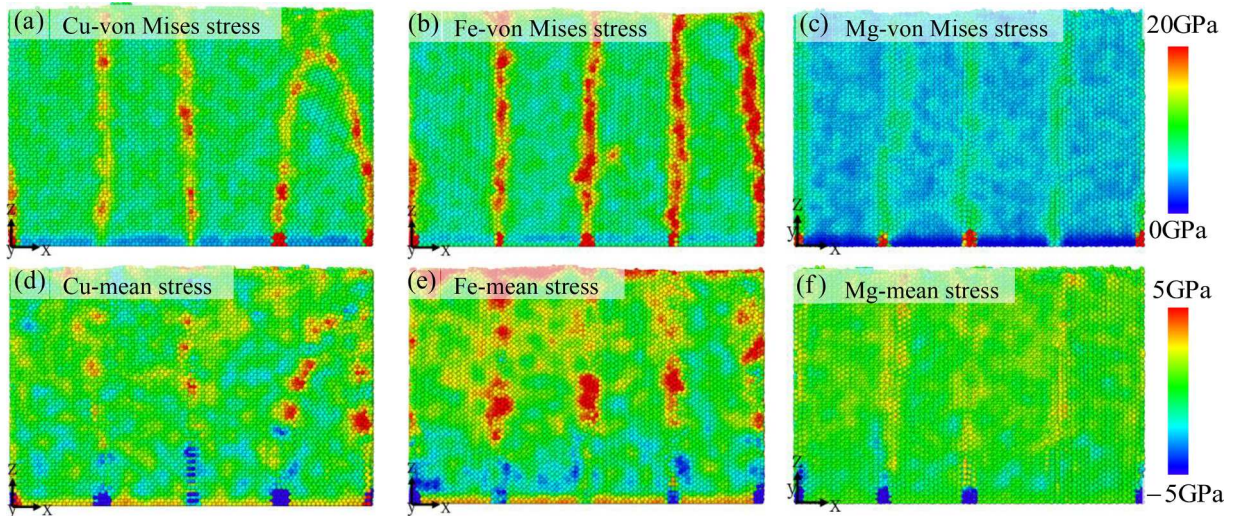 (a) Cu-von Mises stress
(b) Fe-von Mises stress
(c) Mg-von Mises stress
20GPa
0GPa
z
y x
z
y x
z
y x
(d) Cu-mean stress
(e) Fe-mean stress
(f) Mg-mean stress
5GPa
−5GPa
z
y x
z
y x
z
y x